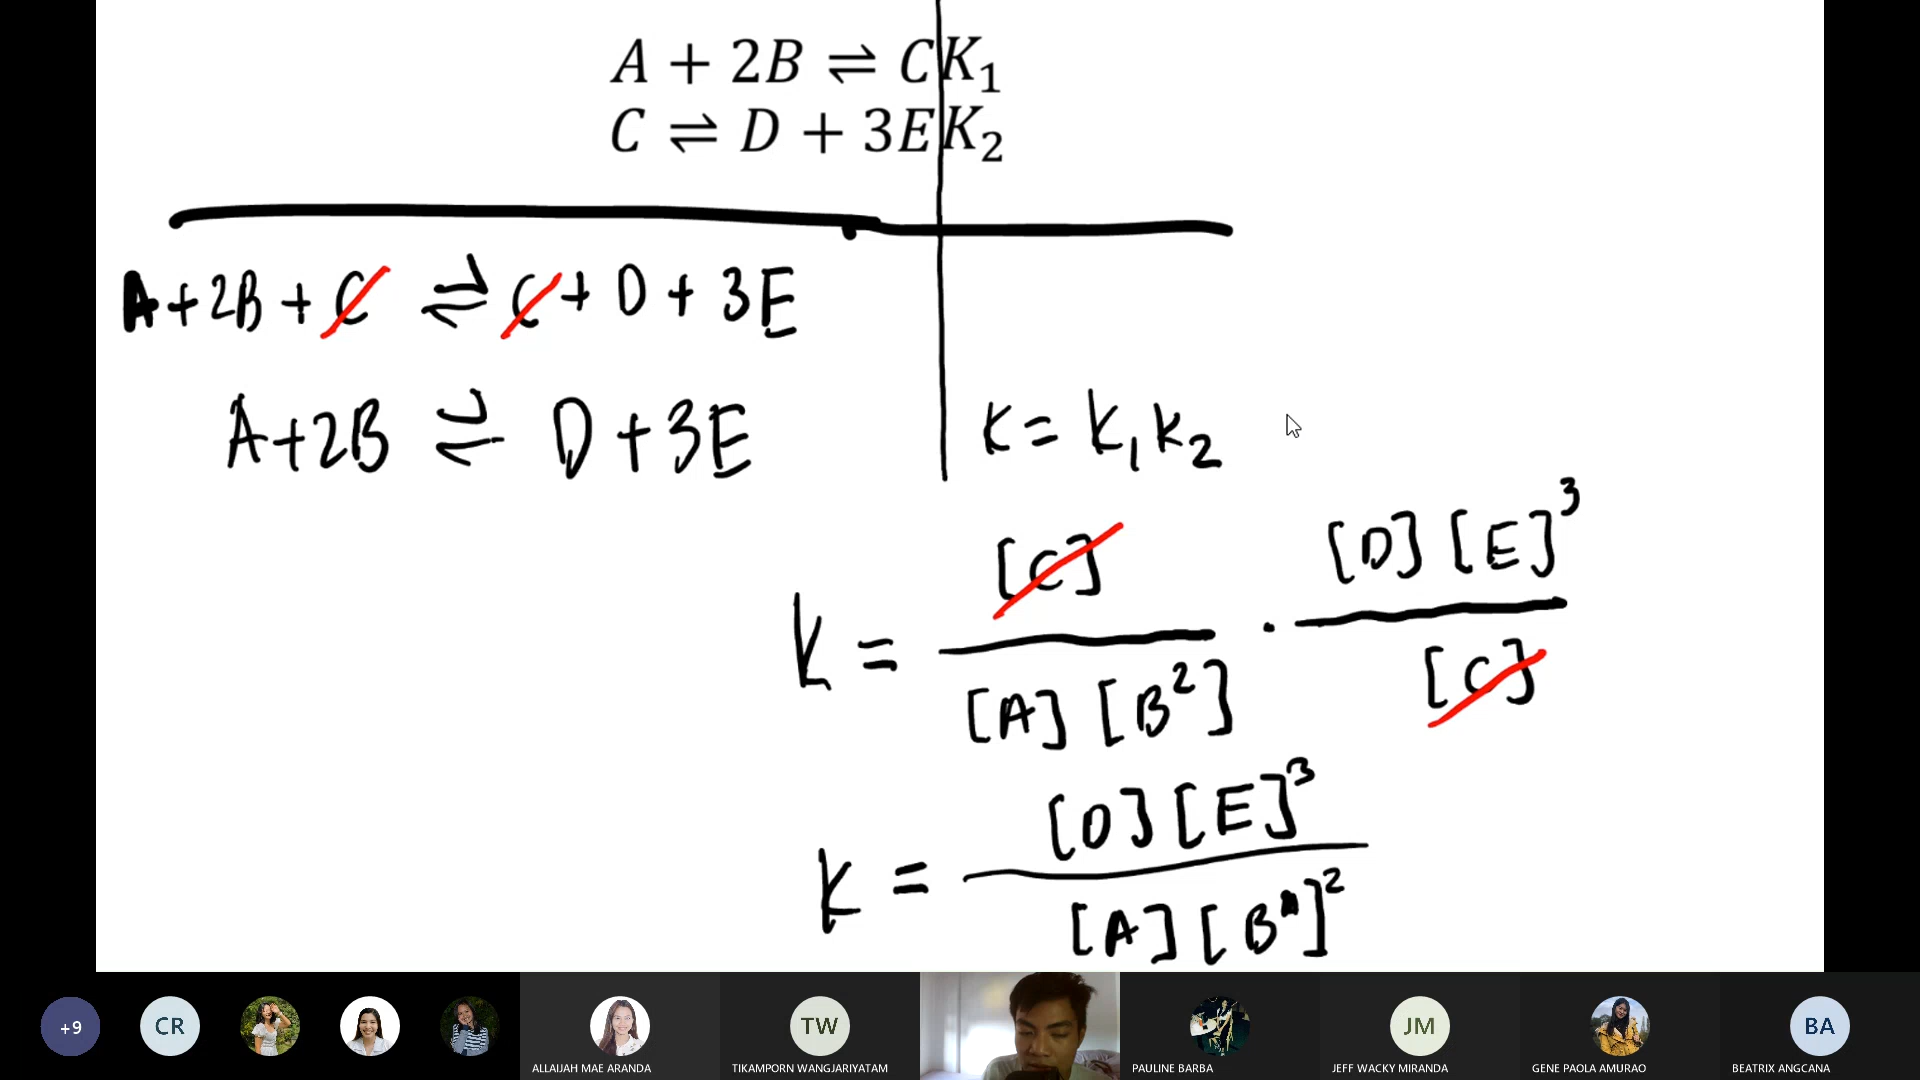 A + 2B ⇌ C K₁
C ⇌ D + 3E K₂
A+2B + C ⇌ C + D + 3E
A+2B ⇌ D+3E
K = K₁K₂
K = [C] / [A][B²] · [D][E]³ / [C]
K = [D][E]³ / [A][B]²
+9
CR
TW
JM
BA
ALLAIJAH MAE ARANDA
TIKAMPORN WANGJARIYATAM
PAULINE BARBA
JEFF WACKY MIRANDA
GENE PAOLA AMURAO
BEATRIX ANGCANA